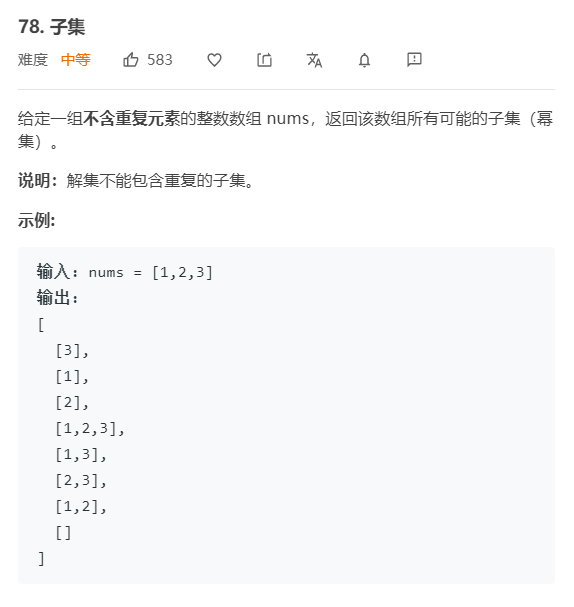 78. 子集
难度 中等 583
给定一组不含重复元素的整数数组 nums，返回该数组所有可能的子集（幂
集）。
说明：解集不能包含重复的子集。
示例:
输入：nums = [1,2,3]
输出：
[
  [3],
  [1],
  [2],
  [1,2,3],
  [1,3],
  [2,3],
  [1,2],
  []
]